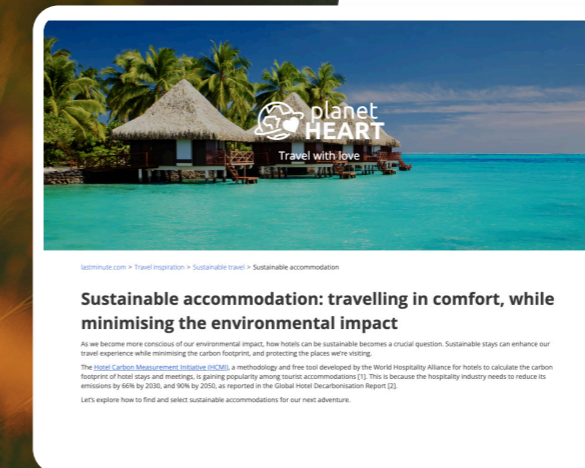 planet
HEART
Travel with love
lastminute.com > Travel inspiration > Sustainable travel > Sustainable accommodation
Sustainable accommodation: travelling in comfort, while
minimising the environmental impact
As we become more conscious of our environmental impact, how hotels can be sustainable becomes a crucial question. Sustainable stays can enhance our
travel experience while minimising the carbon footprint, and protecting the places we're visiting.
The Hotel Carbon Measurement Initiative (HCMI), a methodology and free tool developed by the World Hospitality Alliance for hotels to calculate the carbon
footprint of hotel stays and meetings, is gaining popularity among tourist accommodations [1]. This is because the hospitality industry needs to reduce its
emissions by 66% by 2030, and 90% by 2050, as reported in the Global Hotel Decarbonisation Report [2].
Let's explore how to find and select sustainable accommodations for our next adventure.